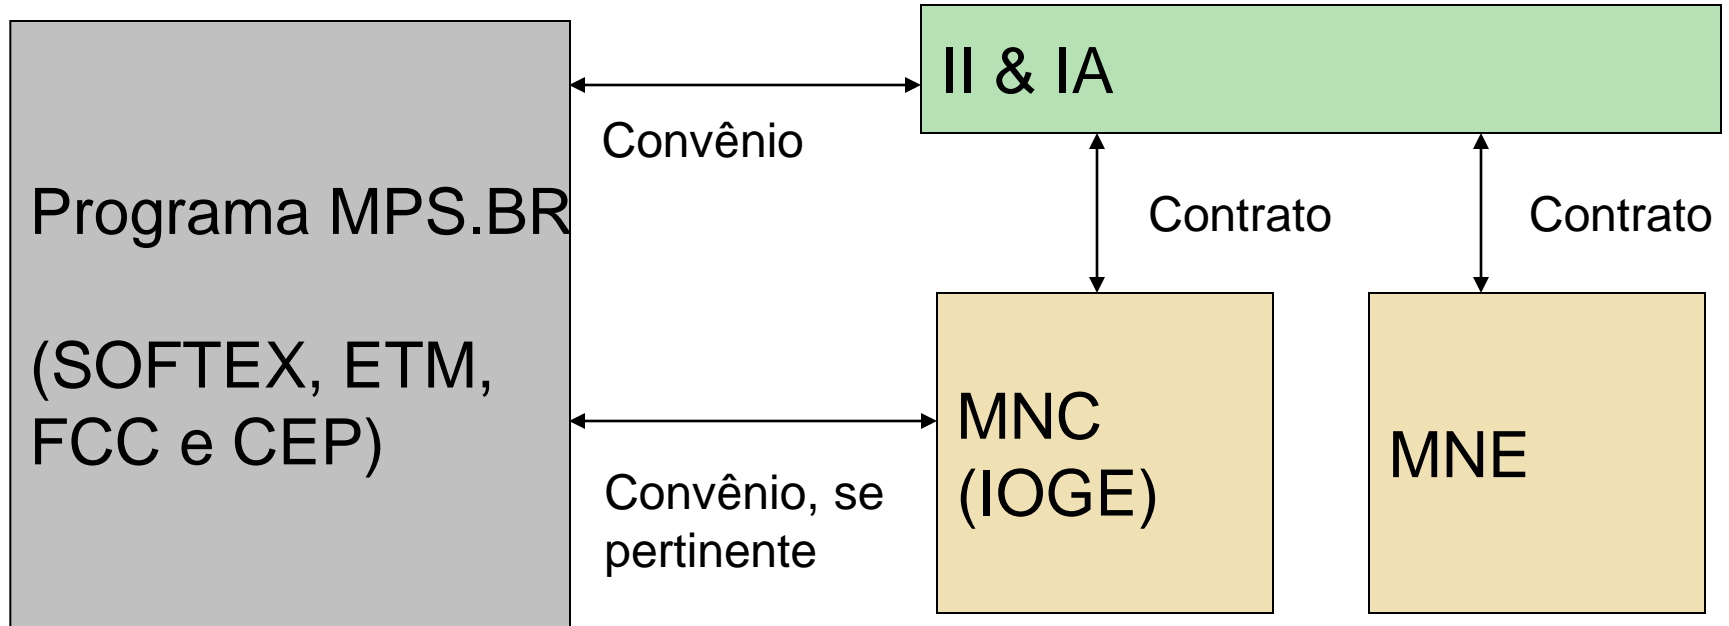 II & IA
Convênio
Programa MPS.BR
(SOFTEX, ETM,
FCC e CEP)
Contrato
Contrato
MNC
(IOGE)
MNE
Convênio, se
pertinente